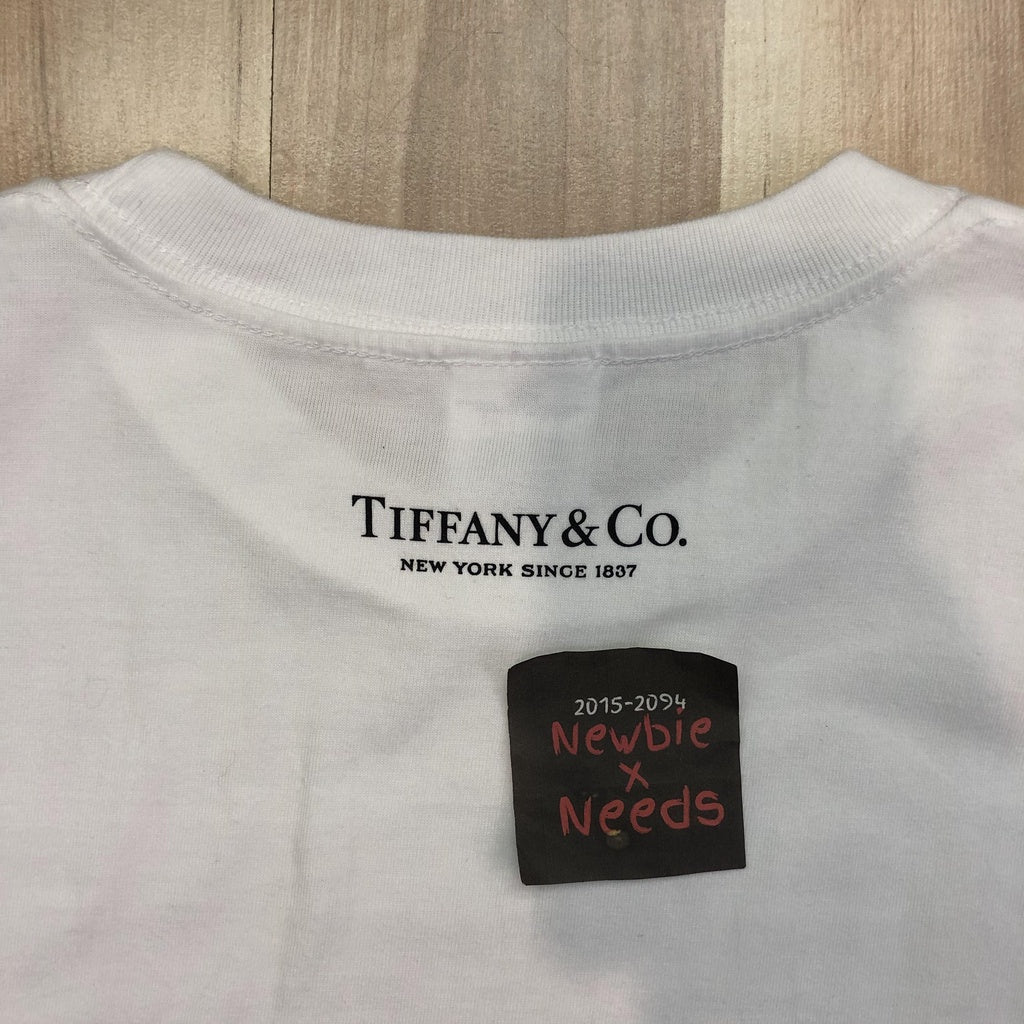 TIFFANY & CO.
NEW YORK SINCE 1837
2015-2094
Newbie
x
Needs